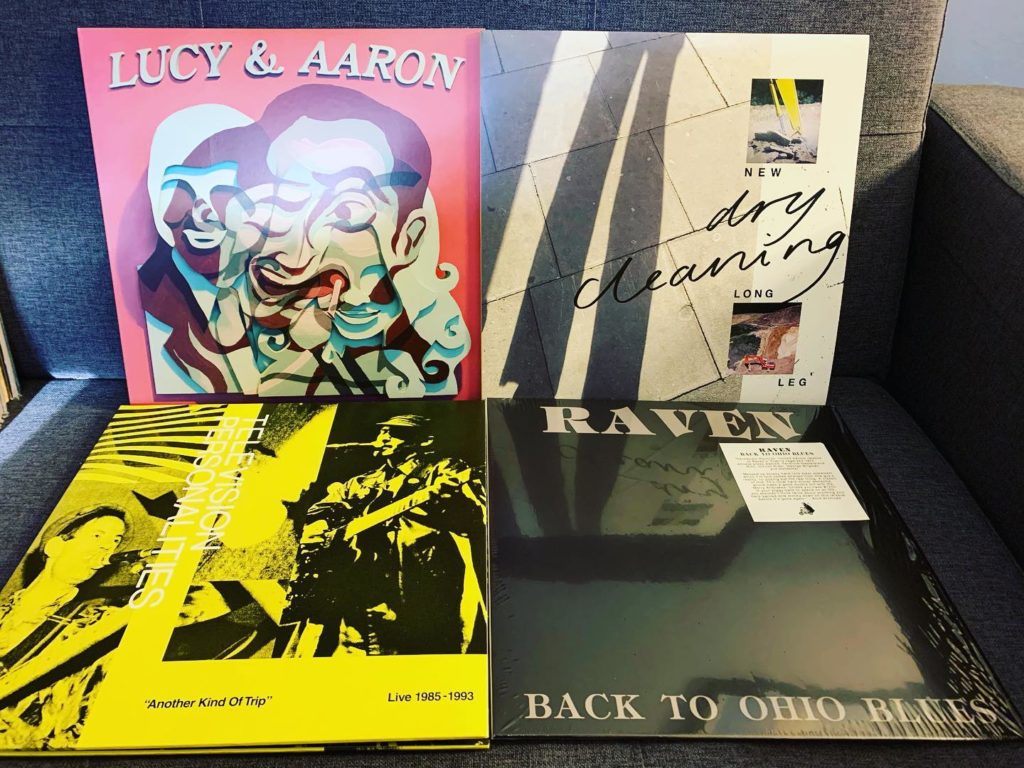 LUCY & AARON
NEW
dry
cleaning
LONG
LEG
TELEVISION
PERSONALITIES
"Another Kind Of Trip"
Live 1985-1993
RAVEN
RAVEN
BACK TO OHIO BLUES
BACK TO OHIO BLUES